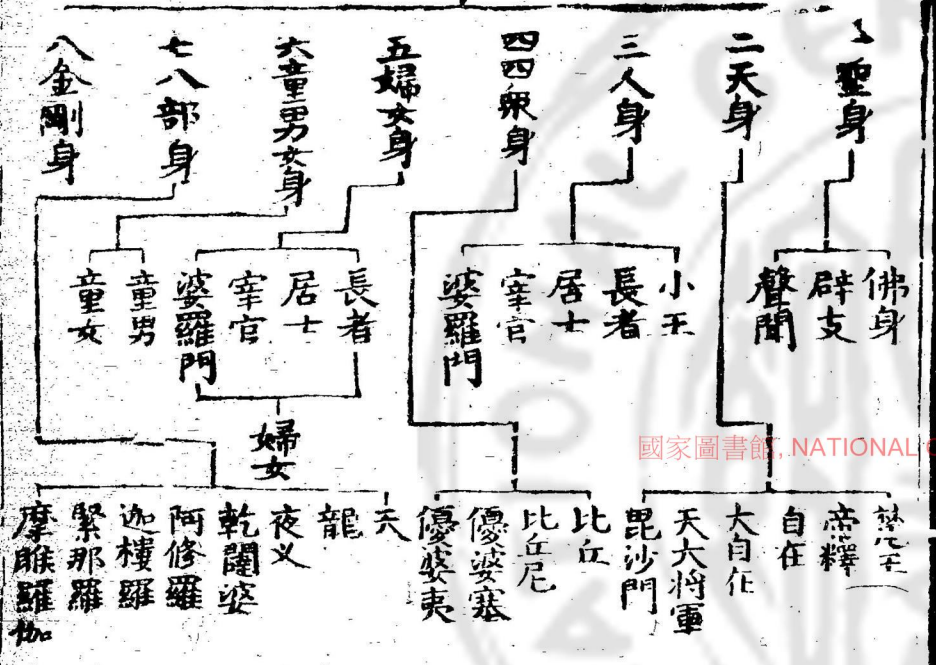 聖身
二天身
三人身
四四衆身
五婦女身
六童男女身
七八部身
八金剛身
佛身
辟支
聲聞
小王
長者
居士
宰官
婆羅門
長者
居士
宰官
婆羅門
童男
童女
婦女
梵王
帝釋
自在
大自在
天大将軍
毘沙門
比丘
比丘尼
優婆塞
優婆夷
天
龍
夜叉
乾闥婆
阿修羅
迦樓羅
緊那羅
摩睺羅伽
國家圖書館, NATIONAL